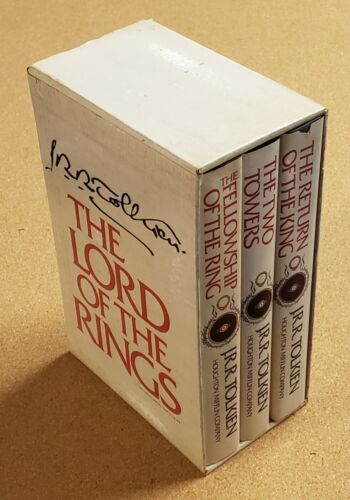 J.R.R. Tolkien.
THE
LORD
OF THE
RINGS
THE FELLOWSHIP
OF THE RING
J.R.R. TOLKIEN
HOUGHTON MIFFLIN COMPANY
THE TWO
TOWERS
J.R.R. TOLKIEN
HOUGHTON MIFFLIN COMPANY
THE RETURN
OF THE KING
J.R.R. TOLKIEN
HOUGHTON MIFFLIN COMPANY